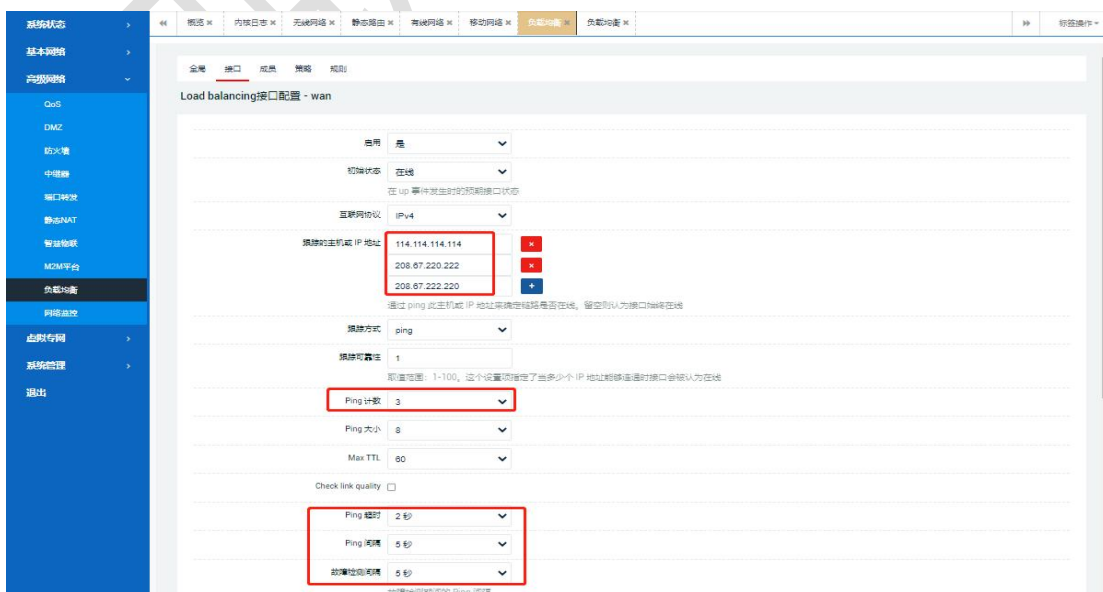 系统状态
概览 × 内核日志 × 无线网络 × 静态路由 × 有线网络 × 移动网络 × 负载均衡 × 负载均衡 × 标签操作
基本网络
高级网络
QoS
DMZ
防火墙
中继器
端口转发
静态NAT
智慧物联
M2M平台
负载均衡
网络监控
虚拟专网
系统管理
退出
全局 接口 成员 策略 规则
Load balancing接口配置 - wan
启用 是
初始状态 在线
在 up 事件发生时的预期接口状态
互联网协议 IPv4
跟踪的主机或 IP 地址 114.114.114.114
208.67.220.222
208.67.222.220
通过 ping 此主机或 IP 地址来确定链路是否在线，留空则认为接口始终在线
跟踪方式 ping
跟踪可靠性 1
取值范围：1-100，这个设置项指定了当多少个 IP 地址能够连通时接口会被认为在线
Ping 计数 3
Ping 大小 8
Max TTL 60
Check link quality
Ping 超时 2 秒
Ping 间隔 5 秒
故障检测间隔 5 秒
故障检测期间的 Ping 间隔